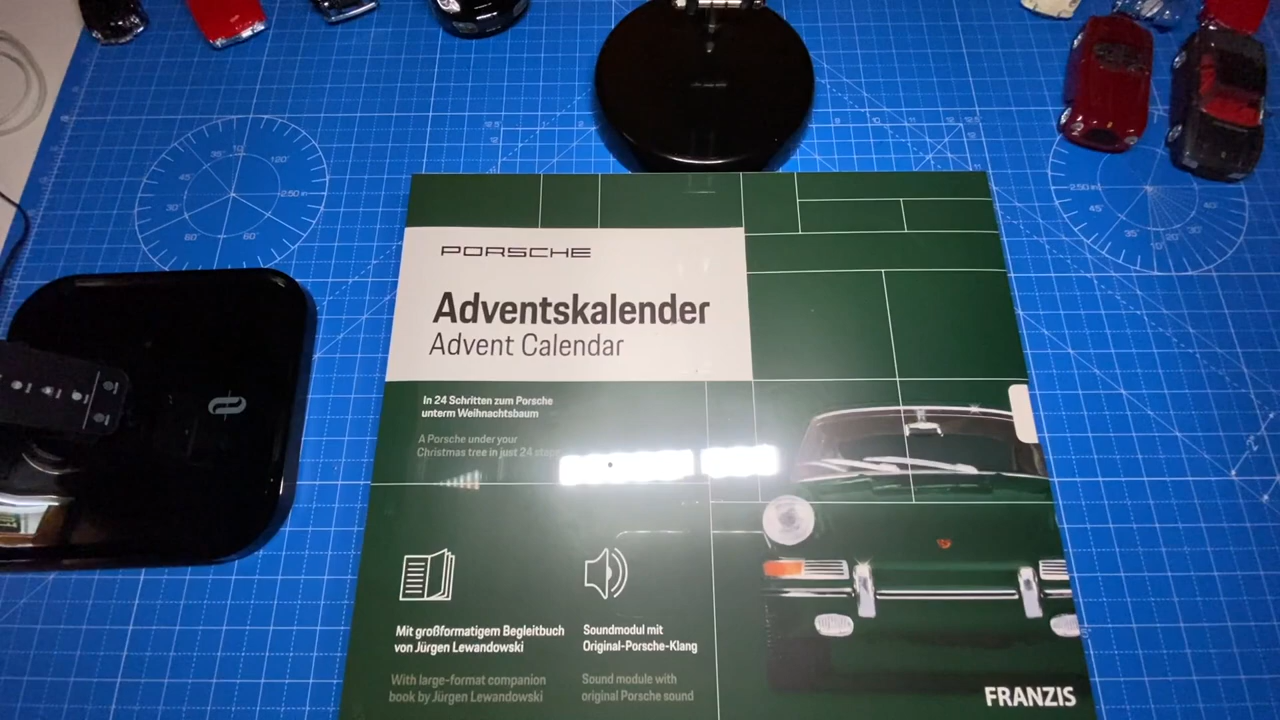 PORSCHE
Adventskalender
Advent Calendar
In 24 Schritten zum Porsche
unterm Weihnachtsbaum
A Porsche under your
Christmas tree in just 24 steps
Mit großformatigem Begleitbuch
von Jürgen Lewandowski
Soundmodul mit
Original-Porsche-Klang
With large-format companion
book by Jürgen Lewandowski
Sound module with
original Porsche sound
FRANZIS